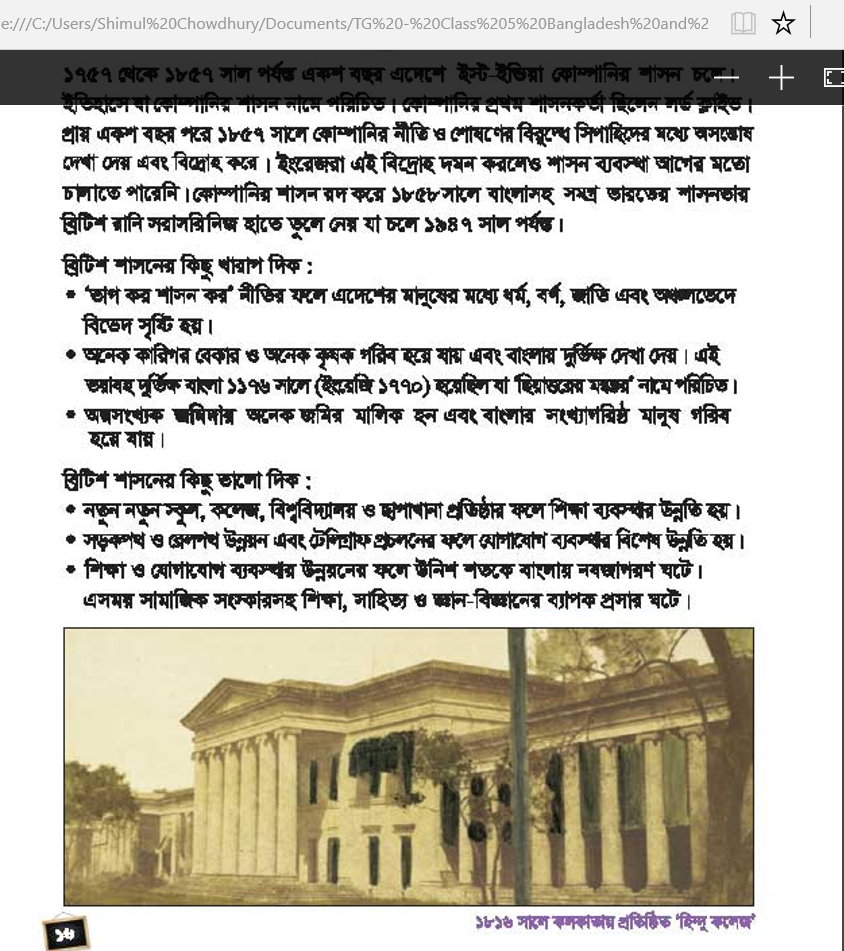 e:///C:/Users/Shimul%20Chowdhury/Documents/TG%20-%20Class%205%20Bangladesh%20and%2
১৭৫৭ থেকে ১৮৫৭ সাল পর্যন্ত একশ বছর এদেশে ইস্ট-ইন্ডিয়া কোম্পানির শাসন চলে।
ইতিহাসে যা কোম্পানির শাসন নামে পরিচিত। কোম্পানির প্রথম শাসনকর্তা ছিলেন লর্ড ক্লাইভ।
প্রায় একশ বছর পরে ১৮৫৭ সালে কোম্পানির নীতি ও শোষণের বিরুদ্ধে সিপাহিদের মধ্যে অসন্তোষ
দেখা দেয় এবং বিদ্রোহ করে। ইংরেজরা এই বিদ্রোহ দমন করলেও শাসন ব্যবস্থা আগের মতো
চালাতে পারেনি। কোম্পানির শাসন রদ করে ১৮৫৮ সালে বাংলাসহ সমগ্র ভারতের শাসনভার
ব্রিটিশ রানি সরাসরি নিজ হাতে তুলে নেয় যা চলে ১৯৪৭ সাল পর্যন্ত।
ব্রিটিশ শাসনের কিছু খারাপ দিক :
• ‘ভাগ কর শাসন কর’ নীতির ফলে এদেশের মানুষের মধ্যে ধর্ম, বর্ণ, জাতি এবং অঞ্চলভেদে
বিভেদ সৃষ্টি হয়।
• অনেক কারিগর বেকার ও অনেক কৃষক গরিব হয়ে যায় এবং বাংলায় দুর্ভিক্ষ দেখা দেয়। এই
ভয়াবহ দুর্ভিক্ষ বাংলা ১১৭৬ সালে (ইংরেজি ১৭৭০) হয়েছিল যা ‘ছিয়াত্তরের মন্বন্তর’ নামে পরিচিত।
• অল্পসংখ্যক জমিদার অনেক জমির মালিক হন এবং বাংলার সংখ্যাগরিষ্ঠ মানুষ গরিব
হয়ে যায়।
ব্রিটিশ শাসনের কিছু ভালো দিক :
• নতুন নতুন স্কুল, কলেজ, বিশ্ববিদ্যালয় ও ছাপাখানা প্রতিষ্ঠার ফলে শিক্ষা ব্যবস্থার উন্নতি হয়।
• সড়কপথ ও রেলপথ উন্নয়ন এবং টেলিগ্রাফ প্রচলনের ফলে যোগাযোগ ব্যবস্থার বিশেষ উন্নতি হয়।
• শিক্ষা ও যোগাযোগ ব্যবস্থার উন্নয়নের ফলে উনিশ শতকে বাংলায় নবজাগরণ ঘটে।
এসময় সামাজিক সংস্কারসহ শিক্ষা, সাহিত্য ও জ্ঞান-বিজ্ঞানের ব্যাপক প্রসার ঘটে।
১৮১৬ সালে কলকাতায় প্রতিষ্ঠিত ‘হিন্দু কলেজ’
১৬